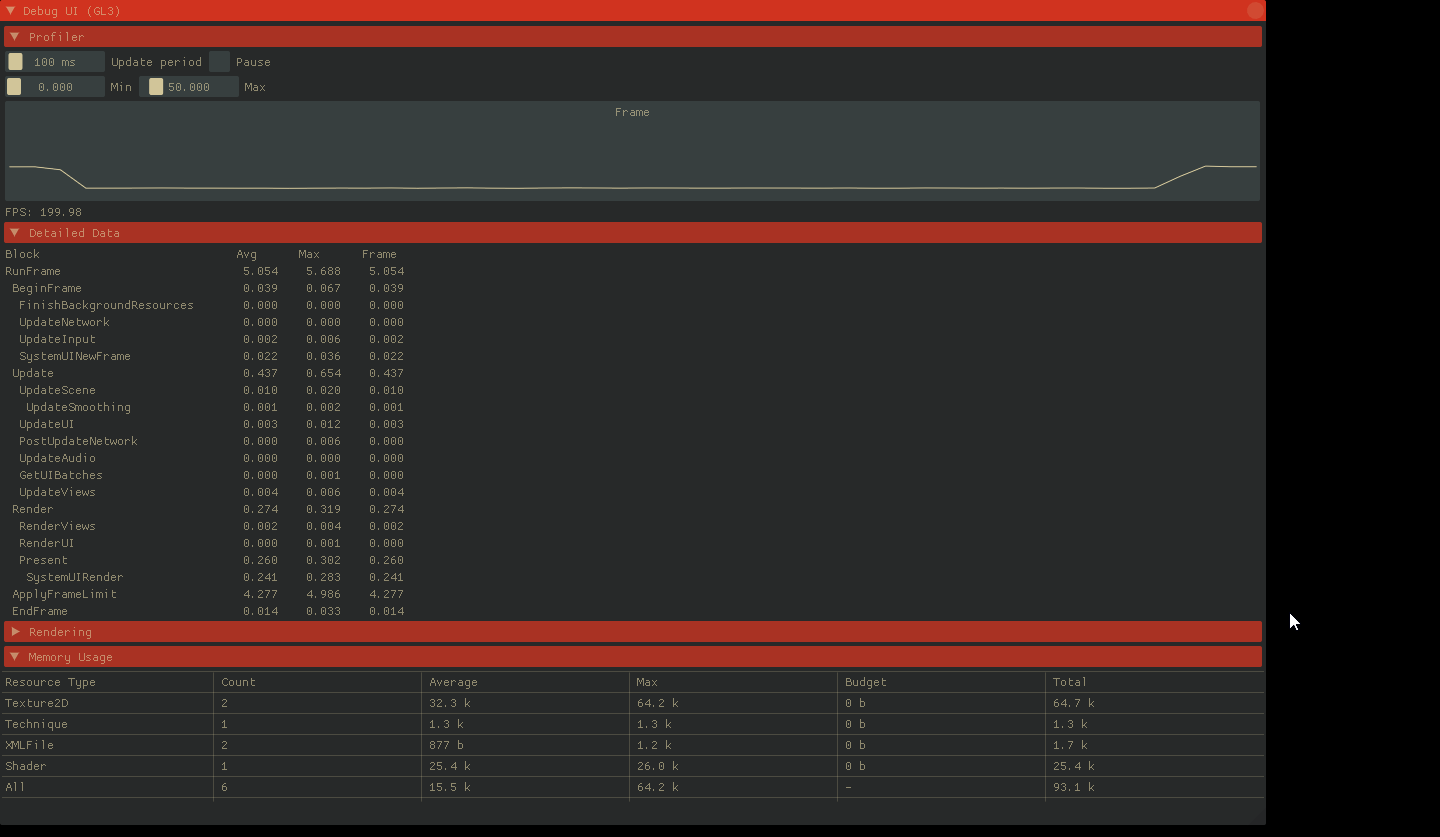 Debug UI (GL3)
Profiler
100 ms Update period Pause
0.000 Min 50.000 Max
Frame
FPS: 199.98
Detailed Data
Block Avg Max Frame
RunFrame 5.054 5.688 5.054
BeginFrame 0.039 0.067 0.039
FinishBackgroundResources 0.000 0.000 0.000
UpdateNetwork 0.000 0.000 0.000
UpdateInput 0.002 0.006 0.002
SystemUINewFrame 0.022 0.036 0.022
Update 0.437 0.654 0.437
UpdateScene 0.010 0.020 0.010
UpdateSmoothing 0.001 0.002 0.001
UpdateUI 0.003 0.012 0.003
PostUpdateNetwork 0.000 0.006 0.000
UpdateAudio 0.000 0.000 0.000
GetUIBatches 0.000 0.001 0.000
UpdateViews 0.004 0.006 0.004
Render 0.274 0.319 0.274
RenderViews 0.002 0.004 0.002
RenderUI 0.000 0.001 0.000
Present 0.260 0.302 0.260
SystemUIRender 0.241 0.283 0.241
ApplyFrameLimit 4.277 4.986 4.277
EndFrame 0.014 0.033 0.014
Rendering
Memory Usage
Resource Type Count Average Max Budget Total
Texture2D 2 32.3 k 64.2 k 0 b 64.7 k
Technique 1 1.3 k 1.3 k 0 b 1.3 k
XMLFile 2 877 b 1.2 k 0 b 1.7 k
Shader 1 25.4 k 26.0 k 0 b 25.4 k
All 6 15.5 k 64.2 k - 93.1 k